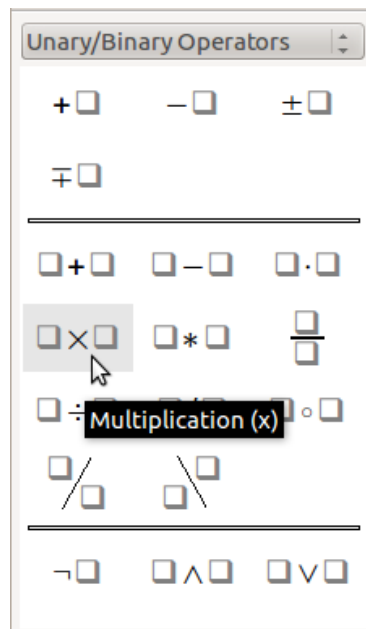 Unary/Binary Operators
+□ −□ ±□
∓□
□+□ □−□ □·□
□×□ □∗□ □/□
□÷ □∘□
Multiplication (x)
□/□ □\□
¬□ □∧□ □∨□